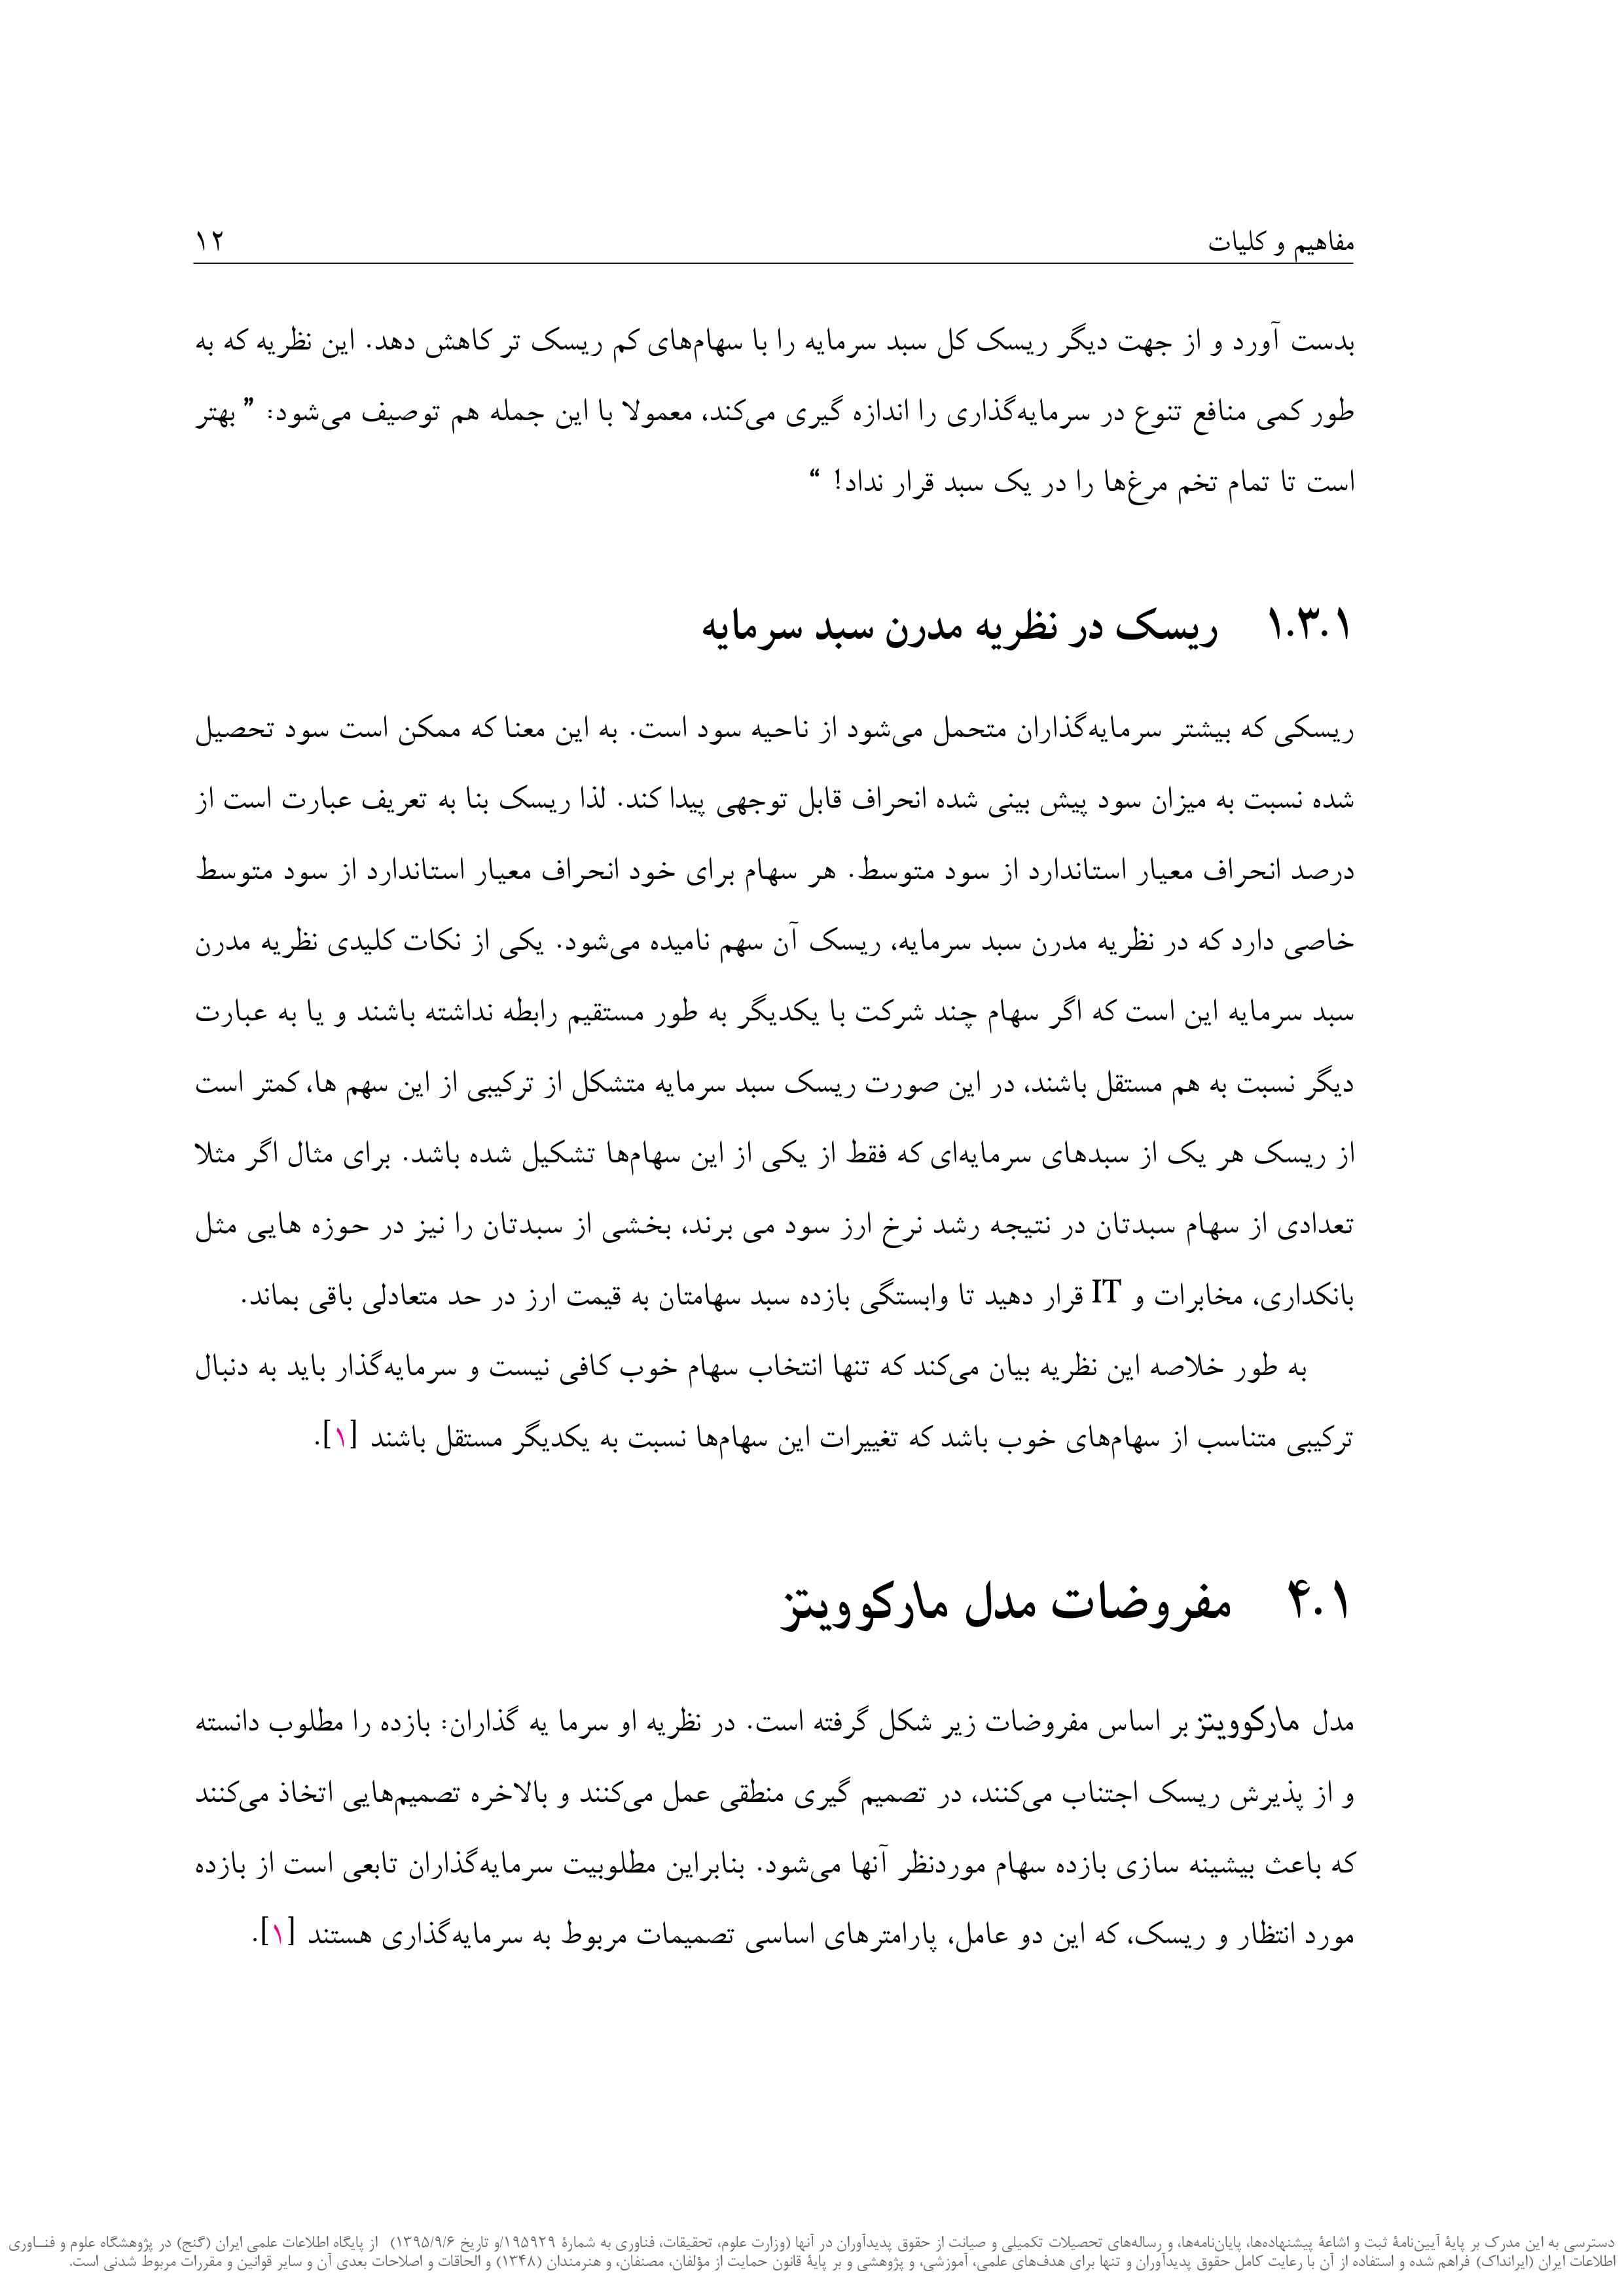 مفاهیم و کلیات ۱۲
بدست آورد و از جهت دیگر ریسک کل سبد سرمایه را با سهام‌های کم ریسک تر کاهش دهد. این نظریه که به
طور کمی منافع تنوع در سرمایه‌گذاری را اندازه گیری می‌کند، معمولا با این جمله هم توصیف می‌شود: ” بهتر
است تا تمام تخم مرغ‌ها را در یک سبد قرار نداد! “
۱.۳.۱ ریسک در نظریه مدرن سبد سرمایه
ریسکی که بیشتر سرمایه‌گذاران متحمل می‌شود از ناحیه سود است. به این معنا که ممکن است سود تحصیل
شده نسبت به میزان سود پیش بینی شده انحراف قابل توجهی پیدا کند. لذا ریسک بنا به تعریف عبارت است از
درصد انحراف معیار استاندارد از سود متوسط. هر سهام برای خود انحراف معیار استاندارد از سود متوسط
خاصی دارد که در نظریه مدرن سبد سرمایه، ریسک آن سهم نامیده می‌شود. یکی از نکات کلیدی نظریه مدرن
سبد سرمایه این است که اگر سهام چند شرکت با یکدیگر به طور مستقیم رابطه نداشته باشند و یا به عبارت
دیگر نسبت به هم مستقل باشند، در این صورت ریسک سبد سرمایه متشکل از ترکیبی از این سهم ها، کمتر است
از ریسک هر یک از سبدهای سرمایه‌ای که فقط از یکی از این سهام‌ها تشکیل شده باشد. برای مثال اگر مثلا
تعدادی از سهام سبدتان در نتیجه رشد نرخ ارز سود می برند، بخشی از سبدتان را نیز در حوزه هایی مثل
بانکداری، مخابرات و IT قرار دهید تا وابستگی بازده سبد سهامتان به قیمت ارز در حد متعادلی باقی بماند.
به طور خلاصه این نظریه بیان می‌کند که تنها انتخاب سهام خوب کافی نیست و سرمایه‌گذار باید به دنبال
ترکیبی متناسب از سهام‌های خوب باشد که تغییرات این سهام‌ها نسبت به یکدیگر مستقل باشند [۱].
۴.۱ مفروضات مدل مارکوویتز
مدل مارکوویتز بر اساس مفروضات زیر شکل گرفته است. در نظریه او سرما یه گذاران: بازده را مطلوب دانسته
و از پذیرش ریسک اجتناب می‌کنند، در تصمیم گیری منطقی عمل می‌کنند و بالاخره تصمیم‌هایی اتخاذ می‌کنند
که باعث بیشینه سازی بازده سهام موردنظر آنها می‌شود. بنابراین مطلوبیت سرمایه‌گذاران تابعی است از بازده
مورد انتظار و ریسک، که این دو عامل، پارامترهای اساسی تصمیمات مربوط به سرمایه‌گذاری هستند [۱].
دسترسی به این مدرک بر پایهٔ آیین‌نامهٔ ثبت و اشاعهٔ پیشنهاده‌ها، پایان‌نامه‌ها، و رساله‌های تحصیلات تکمیلی و صیانت از حقوق پدیدآوران در آنها (وزارت علوم، تحقیقات، فناوری به شمارهٔ ۱۹۵۹۲۹/و تاریخ ۱۳۹۵/۹/۶) از پایگاه اطلاعات علمی ایران (گنج) در پژوهشگاه علوم و فنـاوری
اطلاعات ایران (ایرانداک) فراهم شده و استفاده از آن با رعایت کامل حقوق پدیدآوران و تنها برای هدف‌های علمی، آموزشی، و پژوهشی و بر پایهٔ قانون حمایت از مؤلفان، مصنفان، و هنرمندان (۱۳۴۸) و الحاقات و اصلاحات بعدی آن و سایر قوانین و مقررات مربوط شدنی است.